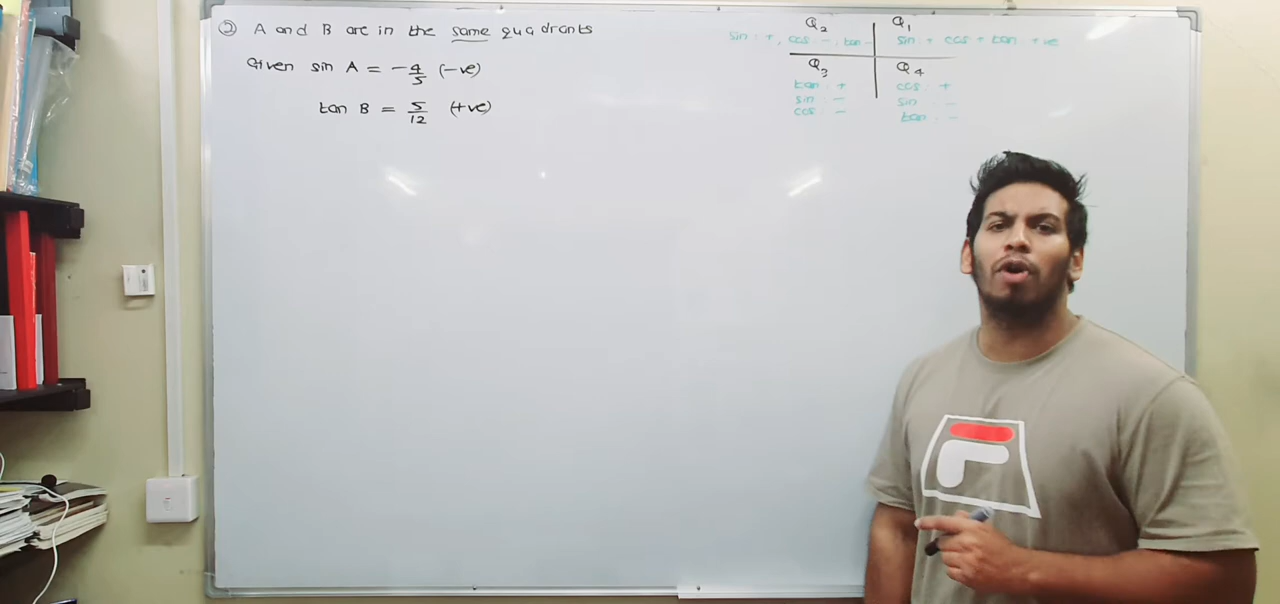 ② A and B are in the same quadrants
Given sin A = -4/5 (-ve)
tan B = 5/12 (+ve)
Q2
sin : +, cos -, tan -
Q1
sin + cos + tan : +ve
Q3
tan : +
sin : -
cos : -
Q4
cos : +
sin : -
tan : -
F